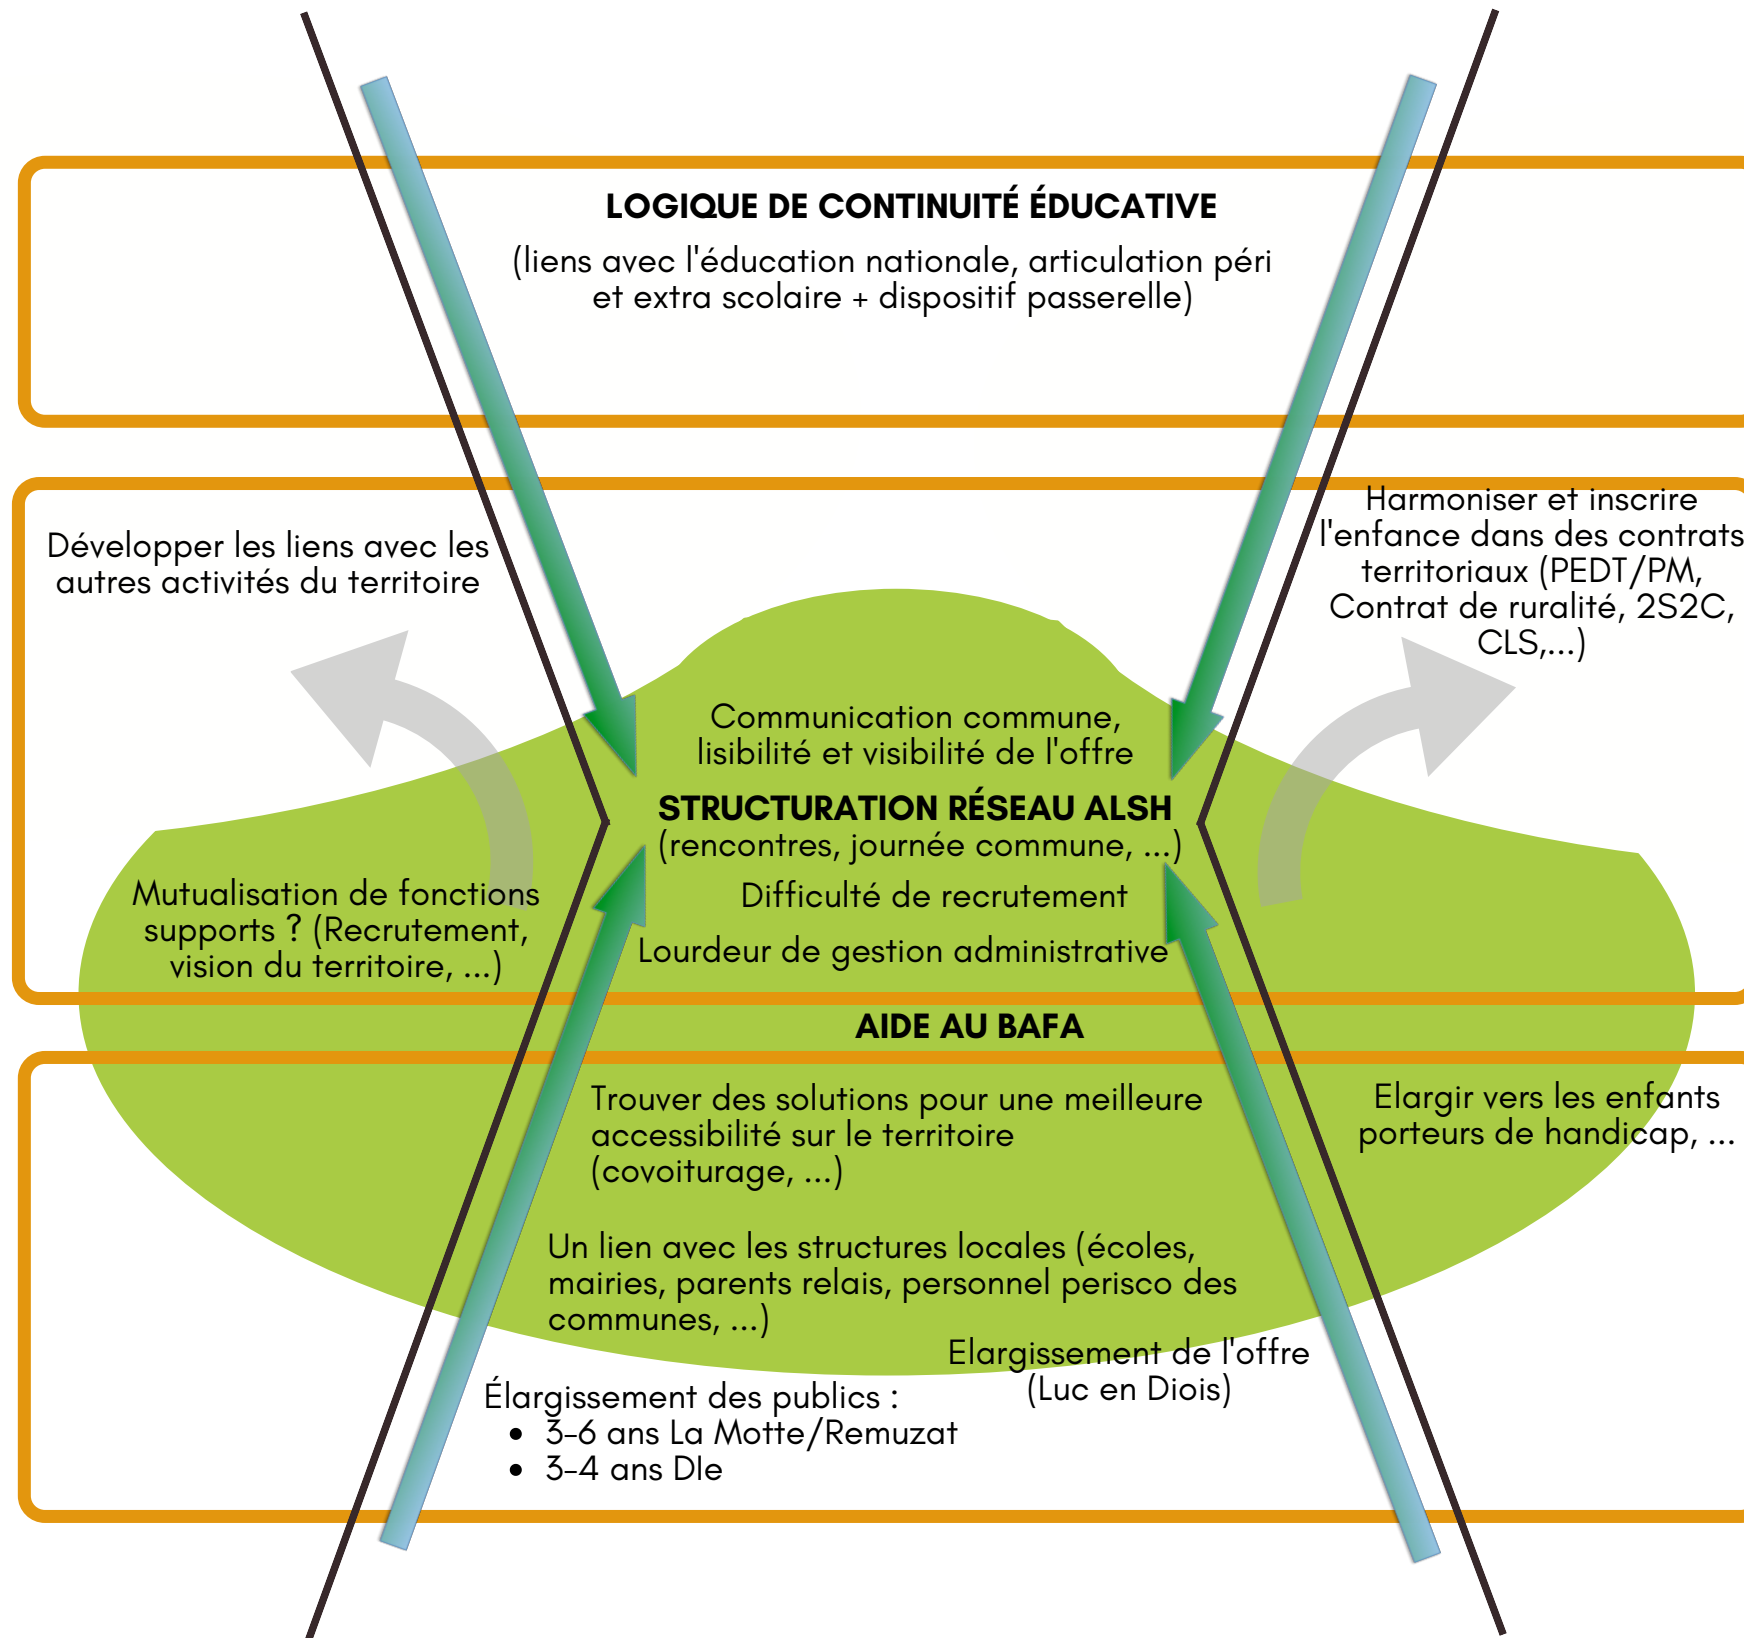 LOGIQUE DE CONTINUITÉ ÉDUCATIVE
(liens avec l'éducation nationale, articulation péri
et extra scolaire + dispositif passerelle)
Développer les liens avec les
autres activités du territoire
Harmoniser et inscrire
l'enfance dans des contrats
territoriaux (PEDT/PM,
Contrat de ruralité, 2S2C,
CLS,...)
Communication commune,
lisibilité et visibilité de l'offre
STRUCTURATION RÉSEAU ALSH
(rencontres, journée commune, ...)
Difficulté de recrutement
Lourdeur de gestion administrative
Mutualisation de fonctions
supports ? (Recrutement,
vision du territoire, ...)
AIDE AU BAFA
Trouver des solutions pour une meilleure
accessibilité sur le territoire
(covoiturage, ...)
Elargir vers les enfants
porteurs de handicap, ...
Un lien avec les structures locales (écoles,
mairies, parents relais, personnel perisco des
communes, ...)
Elargissement de l'offre
(Luc en Diois)
Élargissement des publics :
• 3-6 ans La Motte/Remuzat
• 3-4 ans DIe